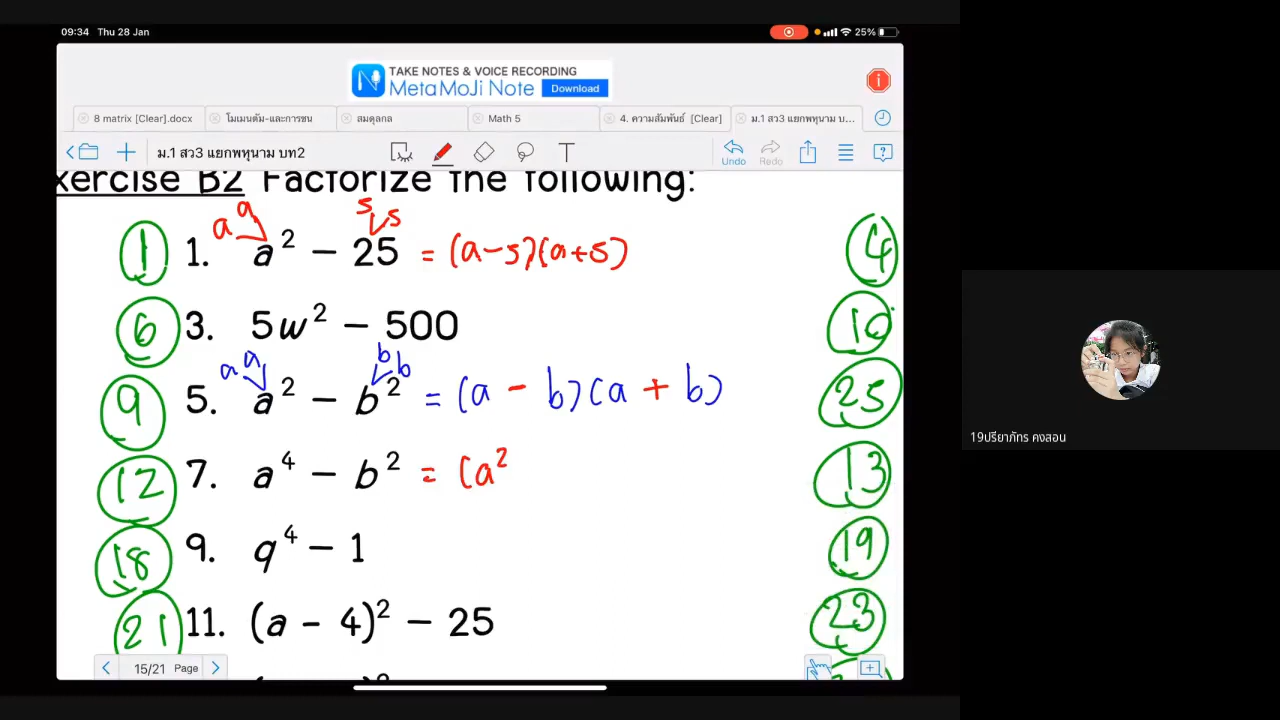 09:34 Thu 28 Jan 25%
TAKE NOTES & VOICE RECORDING
MetaMoJi Note Download
8 matrix [Clear].docx โมเมนตัม-และการชน สมดุลกล Math 5 4. ความสัมพันธ์ [Clear] ม.1 สว3 แยกพหุนาม บ...
ม.1 สว3 แยกพหุนาม บท2 T Undo Redo
xercise B2 Factorize the following:
a a 5 5
1 1. a² − 25 = (a−5)(a+5) 4
6 3. 5w² − 500 10
a a b b
9 5. a² − b² = (a − b)(a + b) 25
12 7. a⁴ − b² = (a² 13
18 9. q⁴ − 1 19
21 11. (a − 4)² − 25 23
15/21 Page
19ปรียาภัทร คงสอน